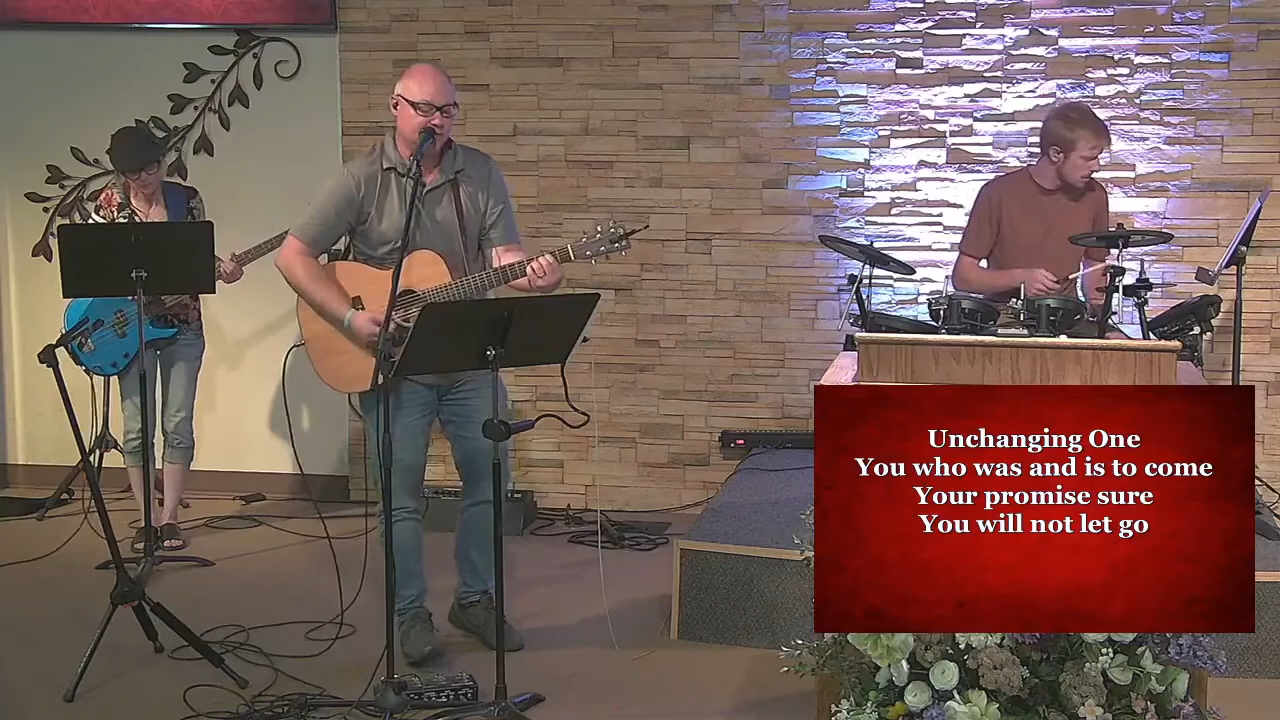 Unchanging One
You who was and is to come
Your promise sure
You will not let go